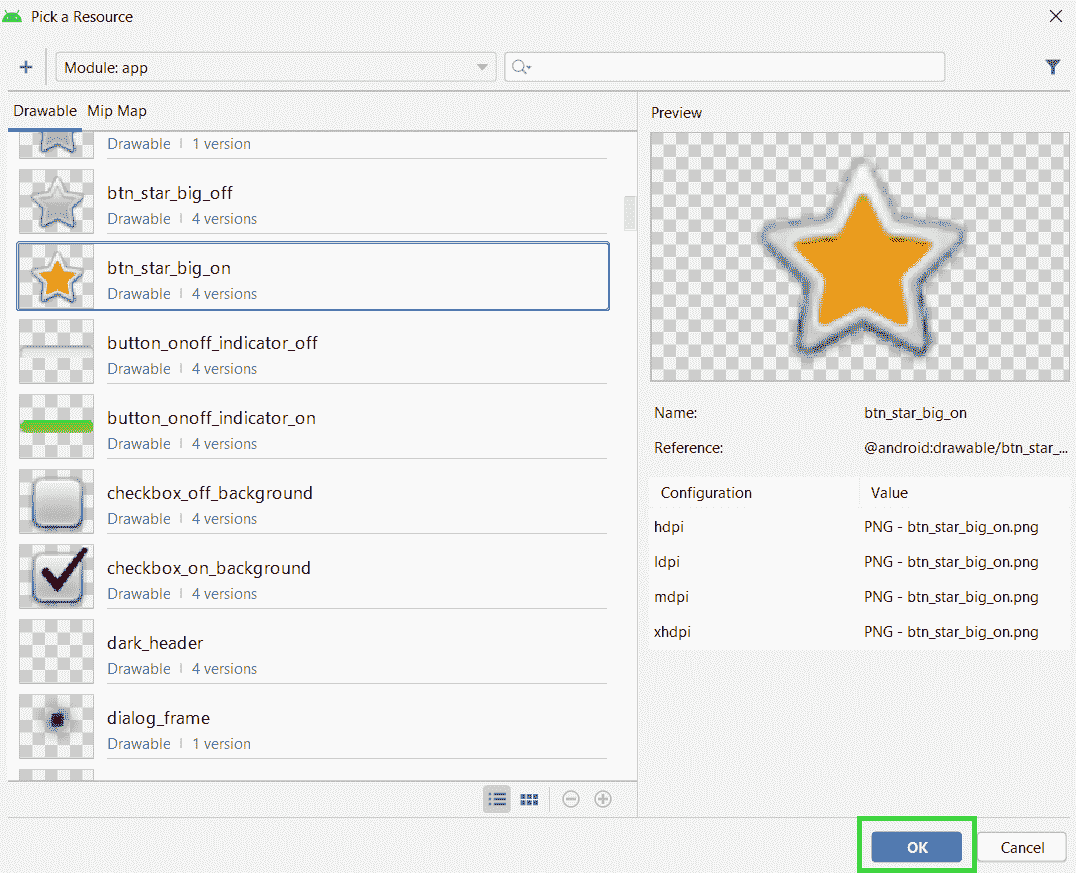 Pick a Resource
Module: app
Drawable Mip Map
Drawable | 1 version
btn_star_big_off
Drawable | 4 versions
btn_star_big_on
Drawable | 4 versions
button_onoff_indicator_off
Drawable | 4 versions
button_onoff_indicator_on
Drawable | 4 versions
checkbox_off_background
Drawable | 4 versions
checkbox_on_background
Drawable | 4 versions
dark_header
Drawable | 4 versions
dialog_frame
Drawable | 1 version
Preview
Name: btn_star_big_on
Reference: @android:drawable/btn_star_...
Configuration Value
hdpi PNG - btn_star_big_on.png
ldpi PNG - btn_star_big_on.png
mdpi PNG - btn_star_big_on.png
xhdpi PNG - btn_star_big_on.png
OK Cancel